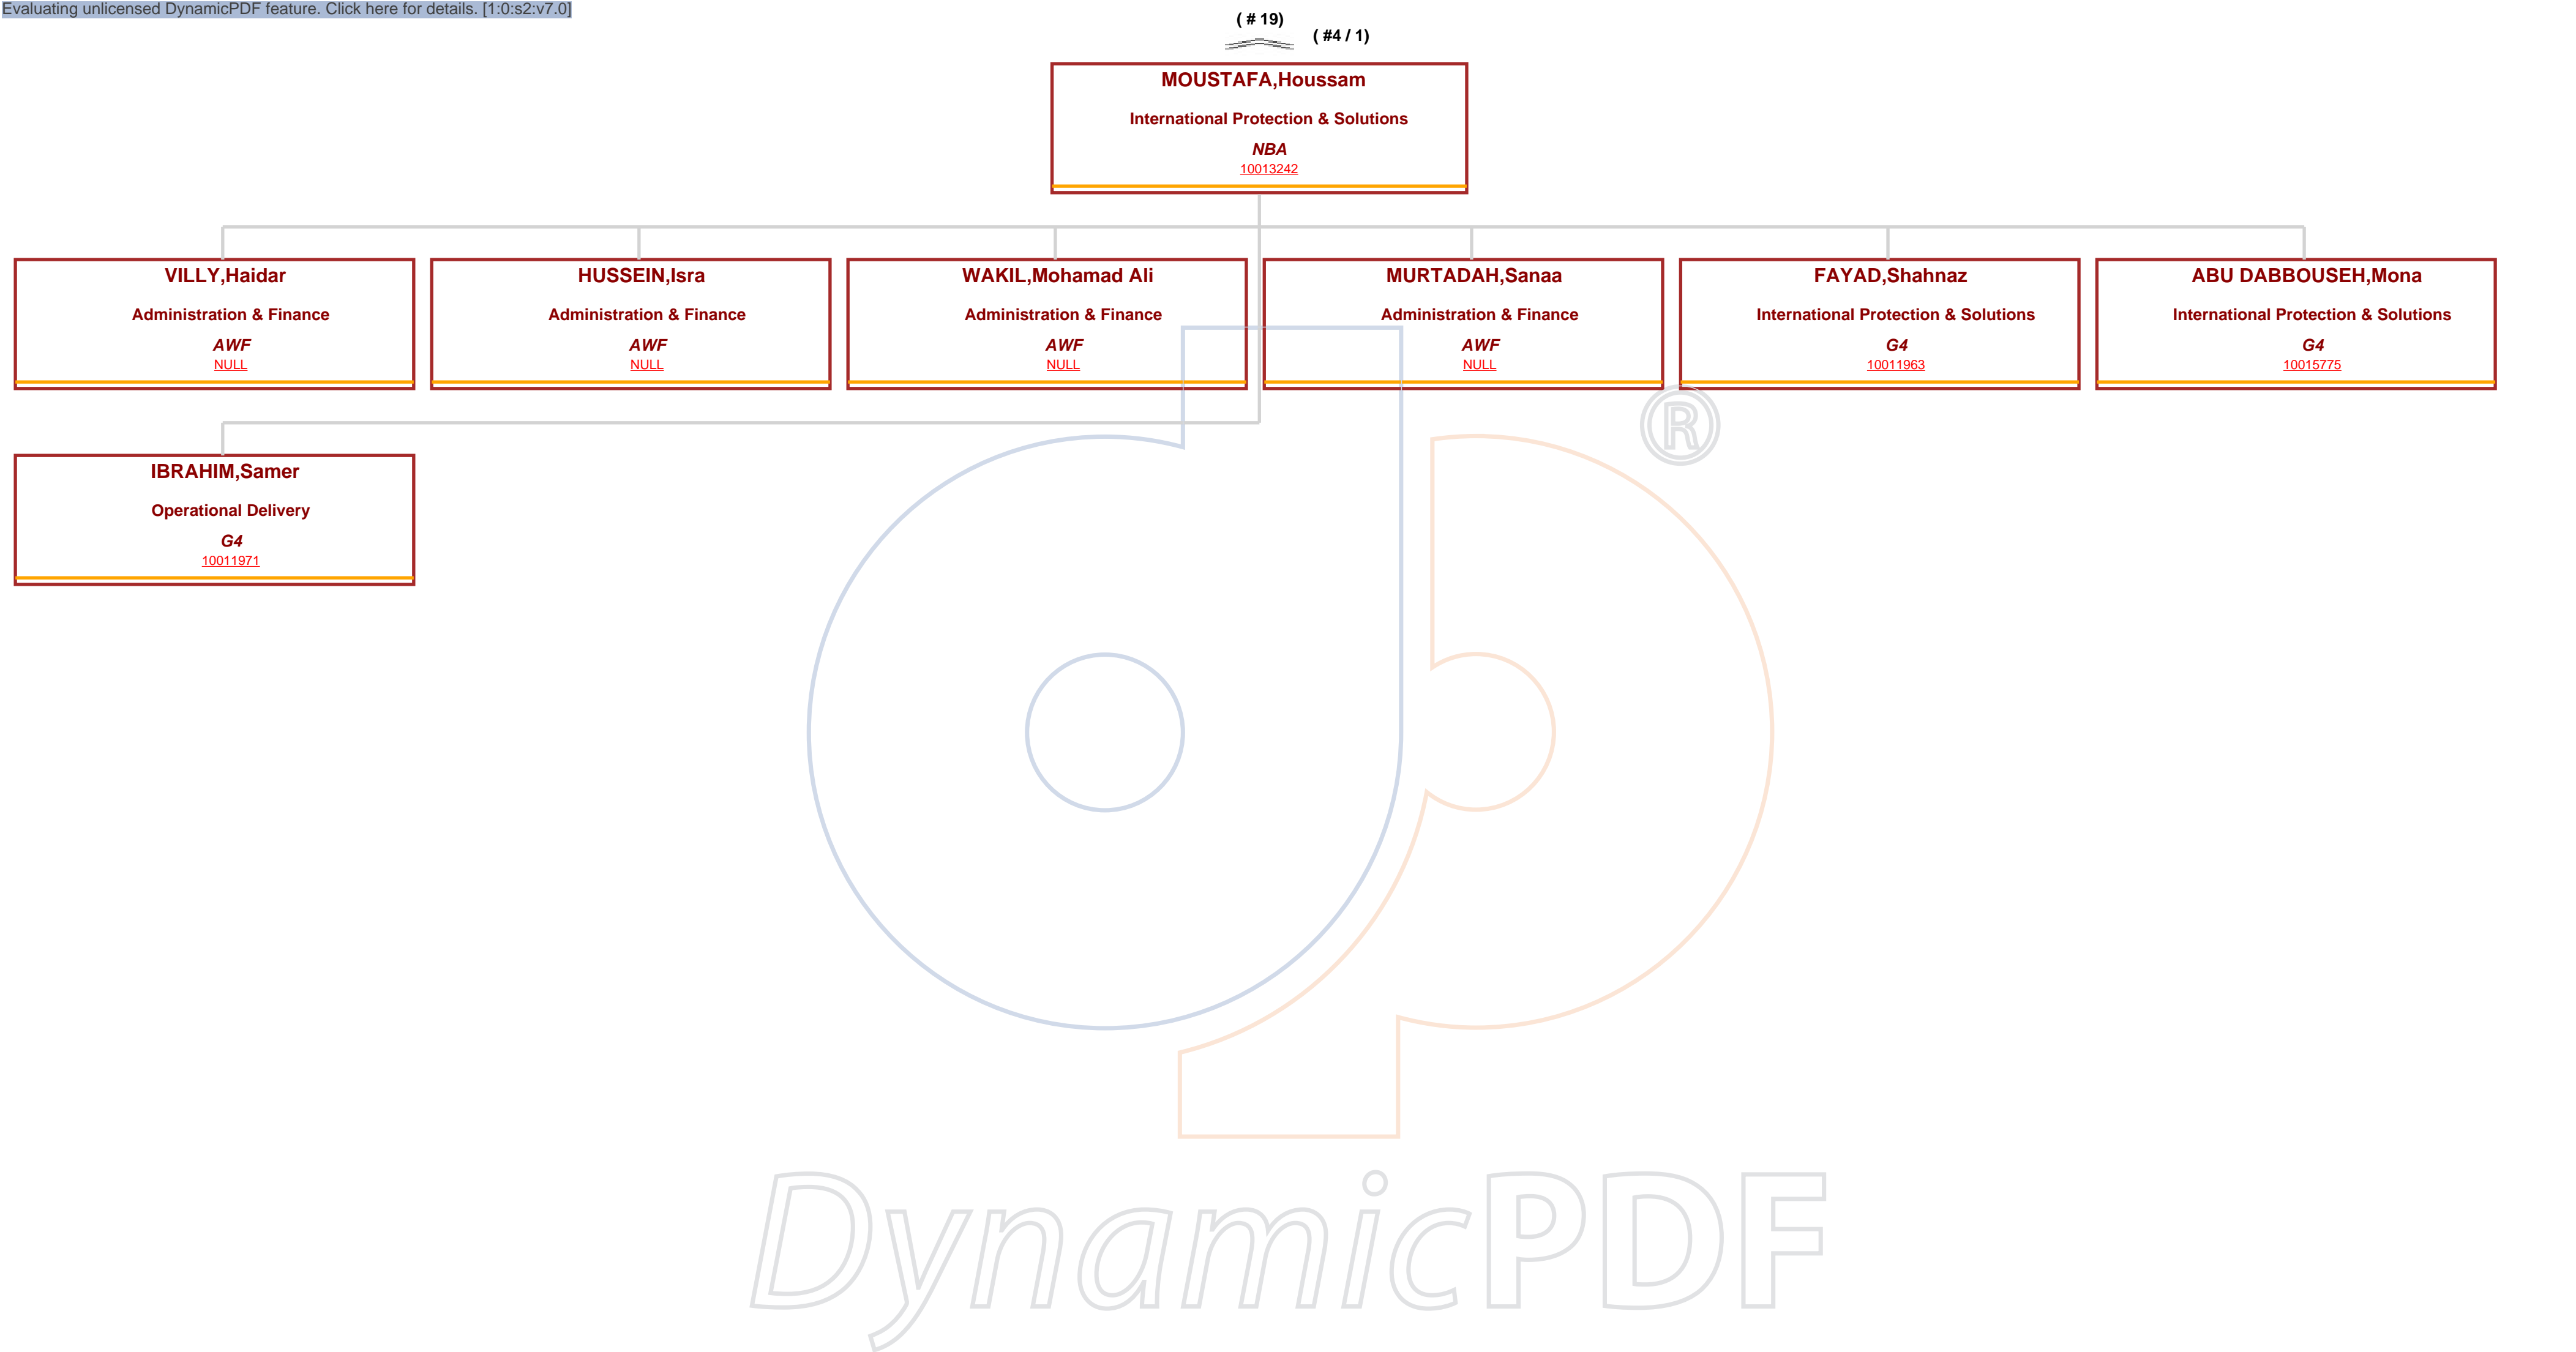 Evaluating unlicensed DynamicPDF feature. Click here for details. [1:0:s2:v7.0]
( # 19)
( #4 / 1)
MOUSTAFA,Houssam
International Protection & Solutions
NBA
10013242
VILLY,Haidar
Administration & Finance
AWF
NULL
HUSSEIN,Isra
Administration & Finance
AWF
NULL
WAKIL,Mohamad Ali
Administration & Finance
AWF
NULL
MURTADAH,Sanaa
Administration & Finance
AWF
NULL
FAYAD,Shahnaz
International Protection & Solutions
G4
10011963
ABU DABBOUSEH,Mona
International Protection & Solutions
G4
10015775
IBRAHIM,Samer
Operational Delivery
G4
10011971
®
DynamicPDF